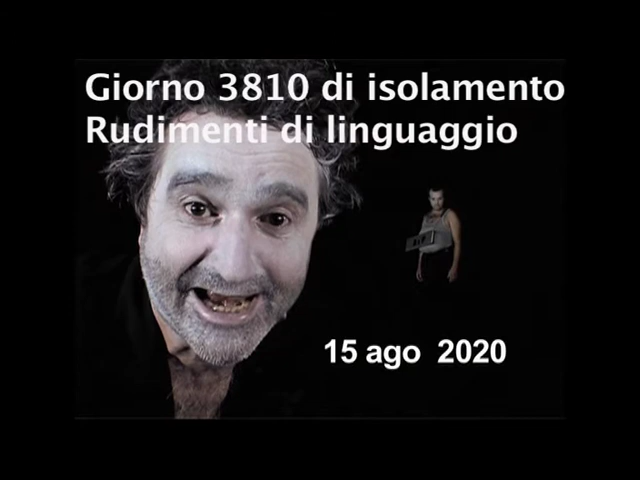 Giorno 3810 di isolamento
Rudimenti di linguaggio
15 ago 2020